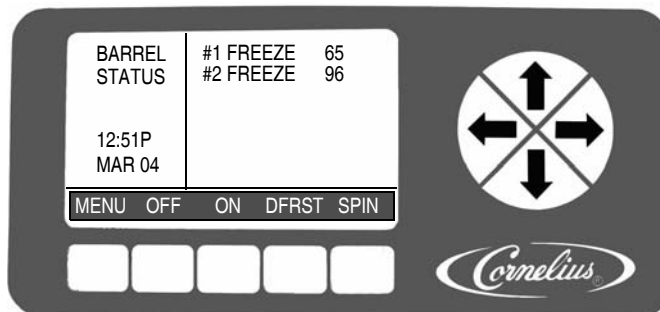 BARREL
STATUS
12:51P
MAR 04
#1 FREEZE 65
#2 FREEZE 96
MENU OFF ON DFRST SPIN
Cornelius®